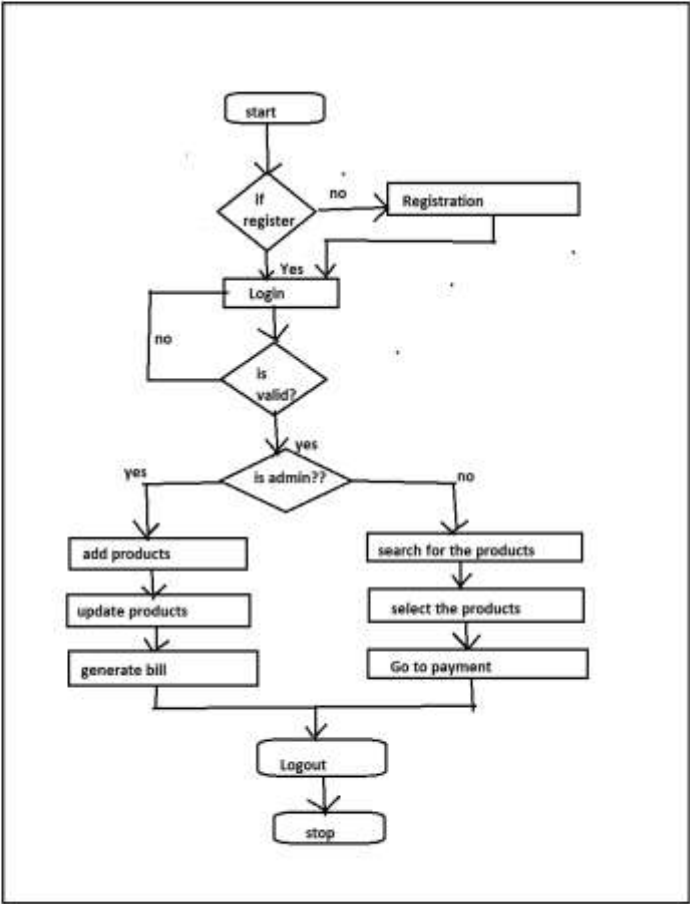 start
If
register
no
Registration
Yes
Login
no
is
valid?
yes
is admin??
yes
no
add products
search for the products
update products
select the products
generate bill
Go to payment
Logout
stop